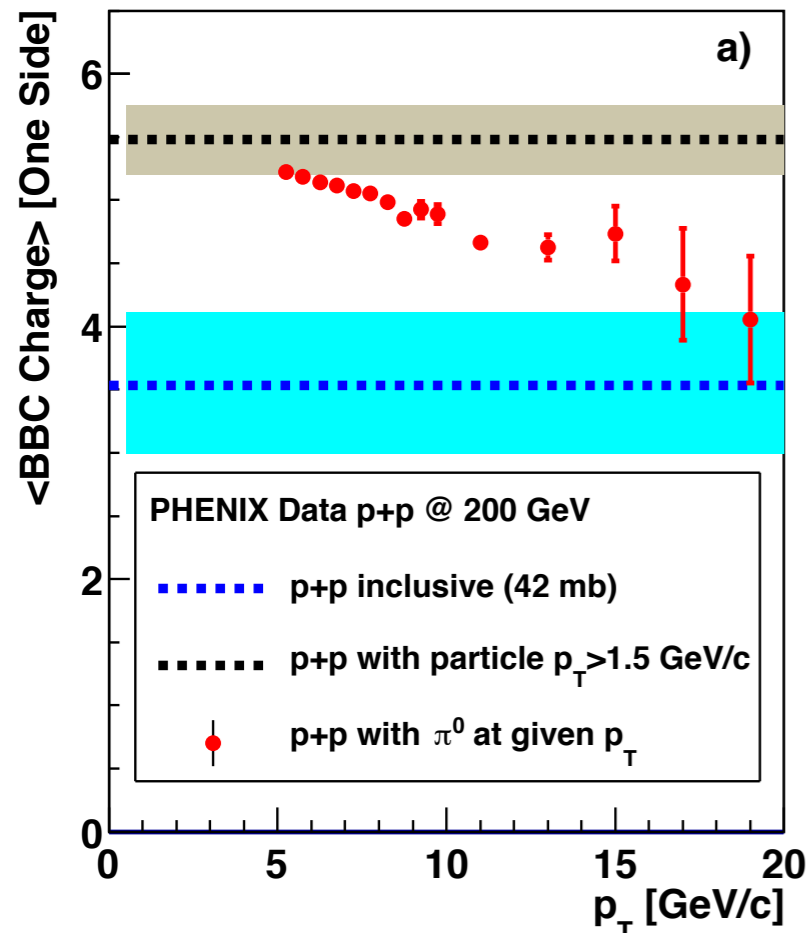 a)
<BBC Charge> [One Side]
6
4
2
0
PHENIX Data p+p @ 200 GeV
p+p inclusive (42 mb)
p+p with particle p_T>1.5 GeV/c
p+p with π⁰ at given p_T
0 5 10 15 20
p_T [GeV/c]